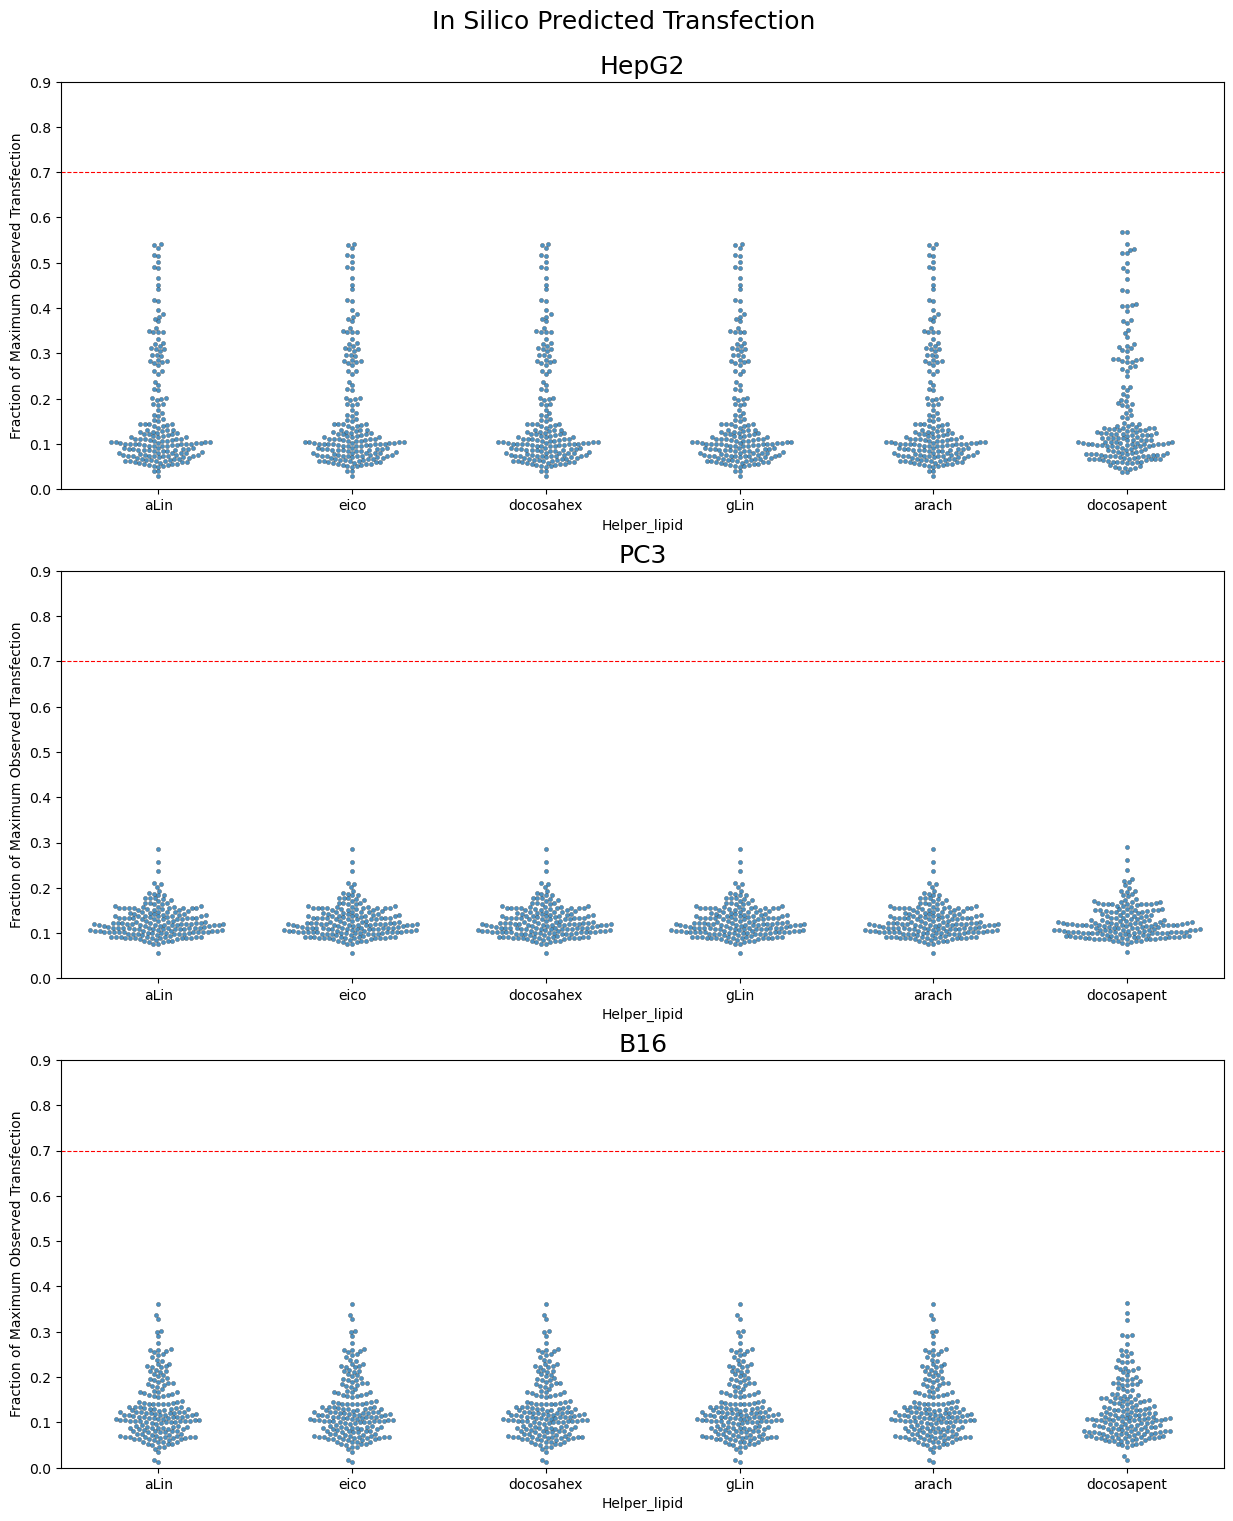 In Silico Predicted Transfection
HepG2
Fraction of Maximum Observed Transfection
0.9
0.8
0.7
0.6
0.5
0.4
0.3
0.2
0.1
0.0
aLin eico docosahex gLin arach docosapent
Helper_lipid
PC3
Fraction of Maximum Observed Transfection
0.9
0.8
0.7
0.6
0.5
0.4
0.3
0.2
0.1
0.0
aLin eico docosahex gLin arach docosapent
Helper_lipid
B16
Fraction of Maximum Observed Transfection
0.9
0.8
0.7
0.6
0.5
0.4
0.3
0.2
0.1
0.0
aLin eico docosahex gLin arach docosapent
Helper_lipid